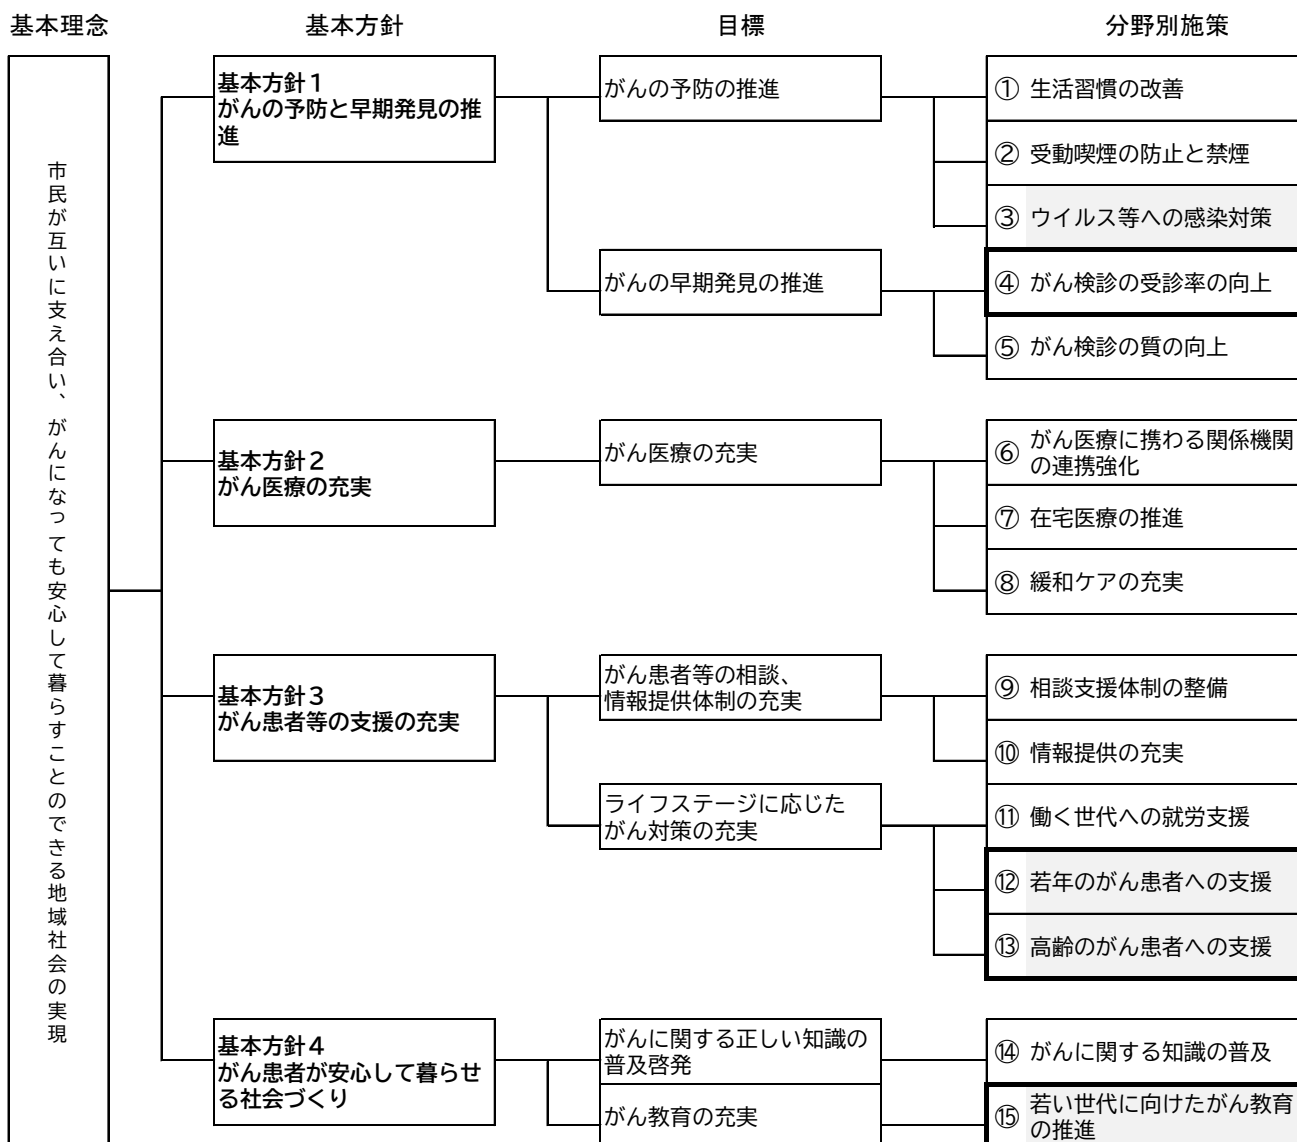 基本理念
基本方針
目標
分野別施策
市民が互いに支え合い、がんになっても安心して暮らすことのできる地域社会の実現
基本方針1
がんの予防と早期発見の推
進
がんの予防の推進
① 生活習慣の改善
② 受動喫煙の防止と禁煙
③ ウイルス等への感染対策
がんの早期発見の推進
④ がん検診の受診率の向上
⑤ がん検診の質の向上
基本方針2
がん医療の充実
がん医療の充実
⑥ がん医療に携わる関係機関
の連携強化
⑦ 在宅医療の推進
⑧ 緩和ケアの充実
基本方針3
がん患者等の支援の充実
がん患者等の相談、
情報提供体制の充実
⑨ 相談支援体制の整備
⑩ 情報提供の充実
ライフステージに応じた
がん対策の充実
⑪ 働く世代への就労支援
⑫ 若年のがん患者への支援
⑬ 高齢のがん患者への支援
基本方針4
がん患者が安心して暮らせ
る社会づくり
がんに関する正しい知識の
普及啓発
⑭ がんに関する知識の普及
がん教育の充実
⑮ 若い世代に向けたがん教育
の推進